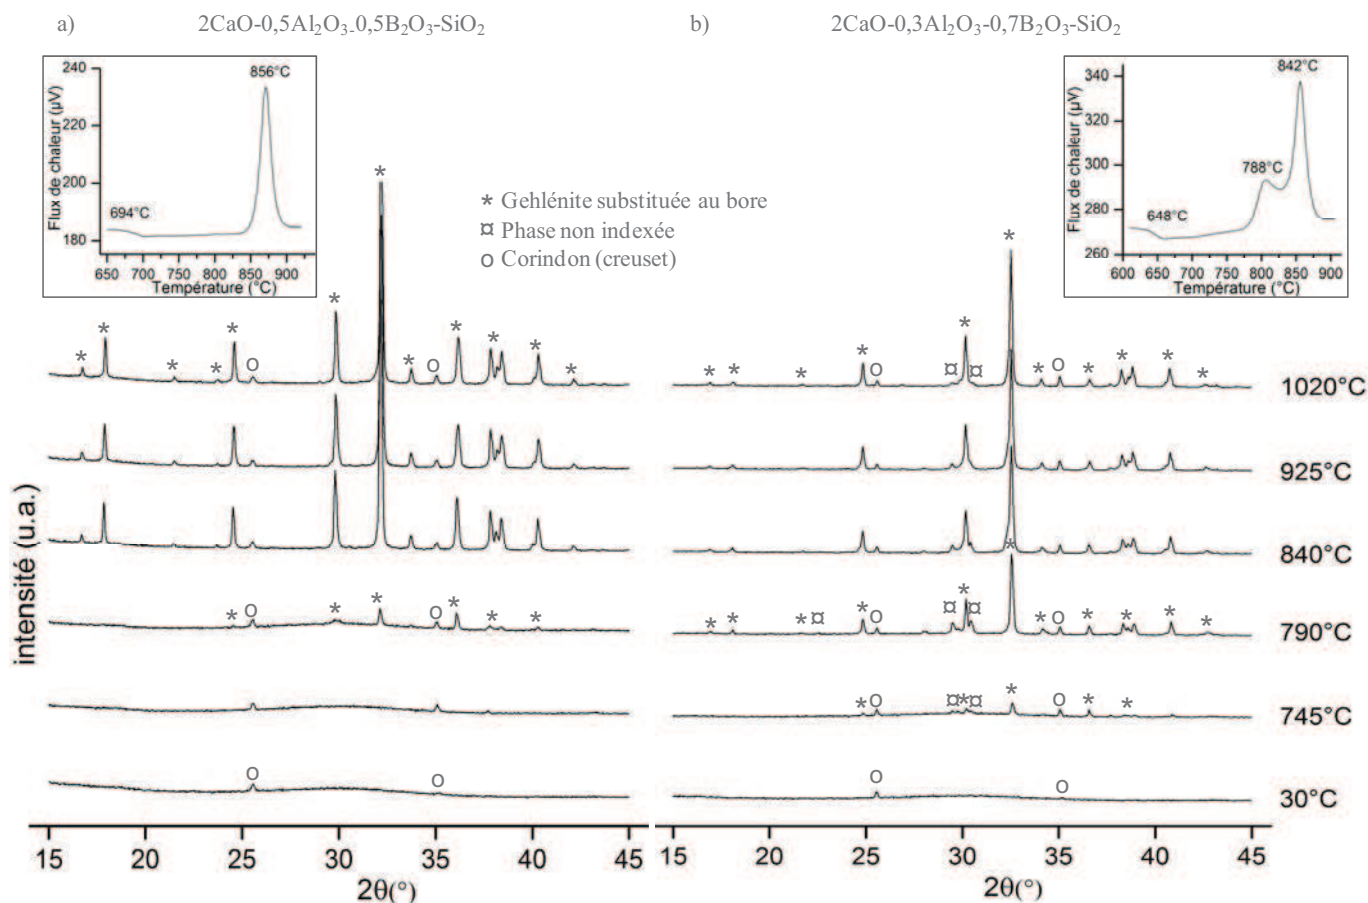 a)
2CaO-0,5Al₂O₃-0,5B₂O₃-SiO₂
b)
2CaO-0,3Al₂O₃-0,7B₂O₃-SiO₂
240
220
200
180
Flux de chaleur (µV)
856°C
694°C
650 700 750 800 850 900
Température (°C)
340
320
300
280
260
Flux de chaleur (µV)
842°C
788°C
648°C
600 650 700 750 800 850 900
Température (°C)
* Gehlénite substituée au bore
¤ Phase non indexée
o Corindon (creuset)
1020°C
925°C
840°C
790°C
745°C
30°C
intensité (u.a.)
15 20 25 30 35 40 45
2θ(°)
15 20 25 30 35 40 45
2θ(°)